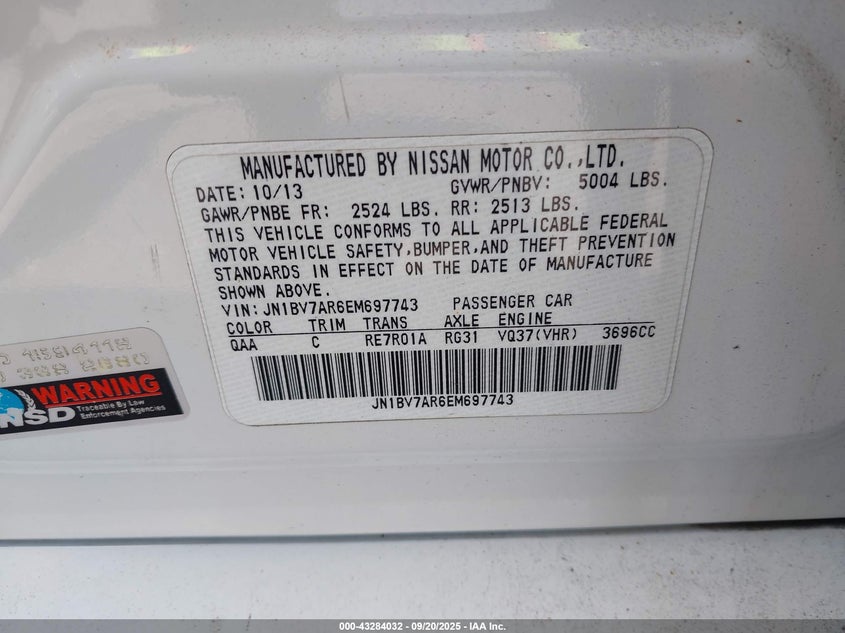 MANUFACTURED BY NISSAN MOTOR CO.,LTD.
DATE: 10/13 GVWR/PNBV: 5004 LBS.
GAWR/PNBE FR: 2524 LBS. RR: 2513 LBS.
THIS VEHICLE CONFORMS TO ALL APPLICABLE FEDERAL
MOTOR VEHICLE SAFETY,BUMPER,AND THEFT PREVENTION
STANDARDS IN EFFECT ON THE DATE OF MANUFACTURE
SHOWN ABOVE.
VIN: JN1BV7AR6EM697743 PASSENGER CAR
COLOR TRIM TRANS AXLE ENGINE
QAA C RE7R01A RG31 VQ37(VHR) 3696CC
JN1BV7AR6EM697743
WARNING
Traceable By Law
Enforcement Agencies
NSD
000-43284032 - 09/20/2025 - IAA Inc.